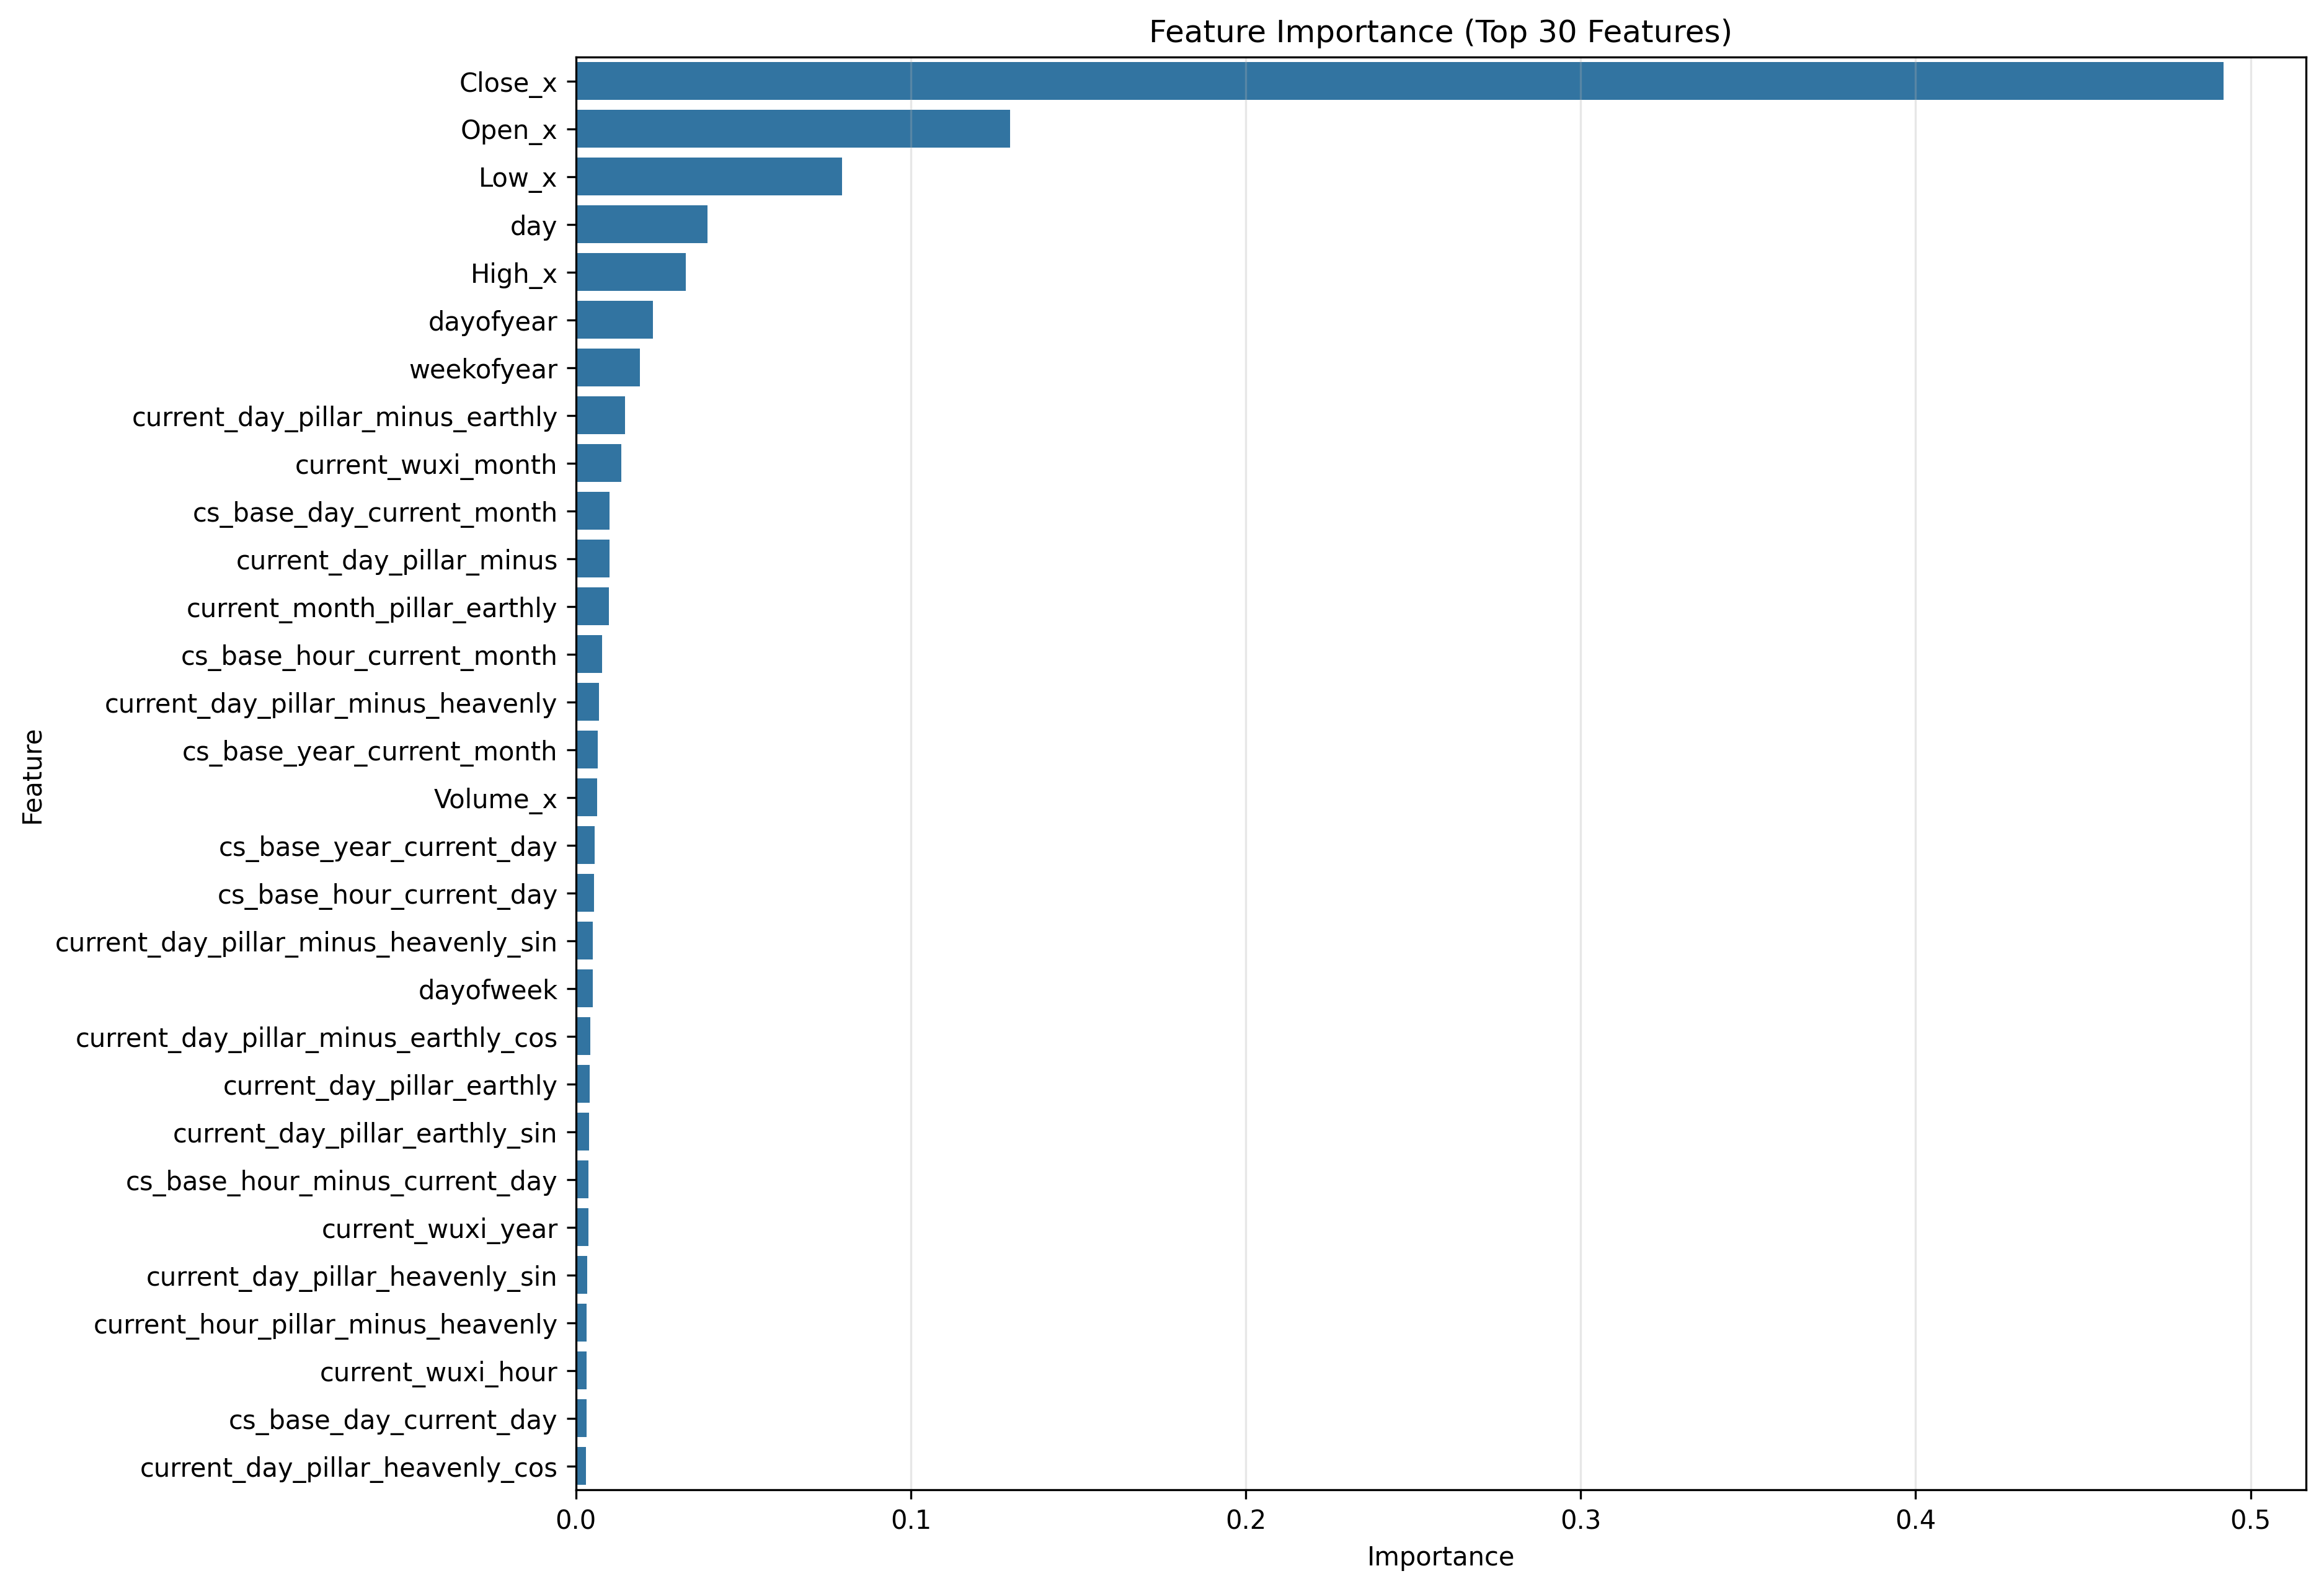 Feature Importance (Top 30 Features)
Close_x
Open_x
Low_x
day
High_x
dayofyear
weekofyear
current_day_pillar_minus_earthly
current_wuxi_month
cs_base_day_current_month
current_day_pillar_minus
current_month_pillar_earthly
cs_base_hour_current_month
current_day_pillar_minus_heavenly
cs_base_year_current_month
Volume_x
cs_base_year_current_day
cs_base_hour_current_day
current_day_pillar_minus_heavenly_sin
dayofweek
current_day_pillar_minus_earthly_cos
current_day_pillar_earthly
current_day_pillar_earthly_sin
cs_base_hour_minus_current_day
current_wuxi_year
current_day_pillar_heavenly_sin
current_hour_pillar_minus_heavenly
current_wuxi_hour
cs_base_day_current_day
current_day_pillar_heavenly_cos
Feature
0.0 0.1 0.2 0.3 0.4 0.5
Importance